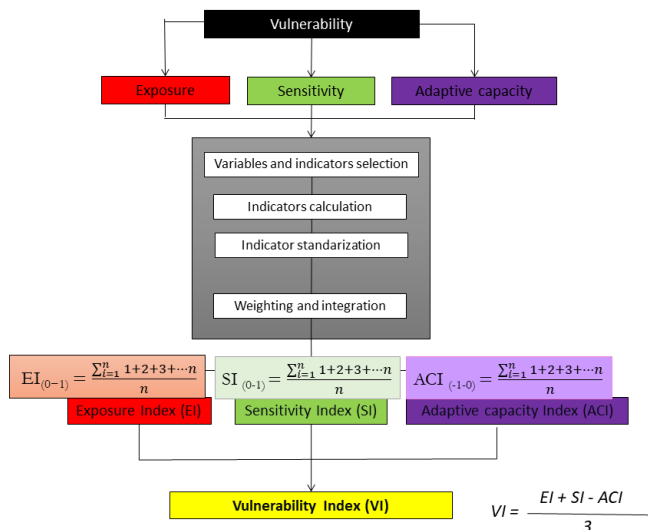 Vulnerability
Exposure
Sensitivity
Adaptive capacity
Variables and indicators selection
Indicators calculation
Indicator standarization
Weighting and integration
EI (0−1) = ∑ⁿᵢ₌₁ 1+2+3+⋯n / n
SI (0-1) = ∑ⁿᵢ₌₁ 1+2+3+⋯n / n
ACI (-1-0) = ∑ⁿᵢ₌₁ 1+2+3+⋯n / n
Exposure Index (EI)
Sensitivity Index (SI)
Adaptive capacity Index (ACI)
Vulnerability Index (VI)
VI = EI + SI - ACI / 3